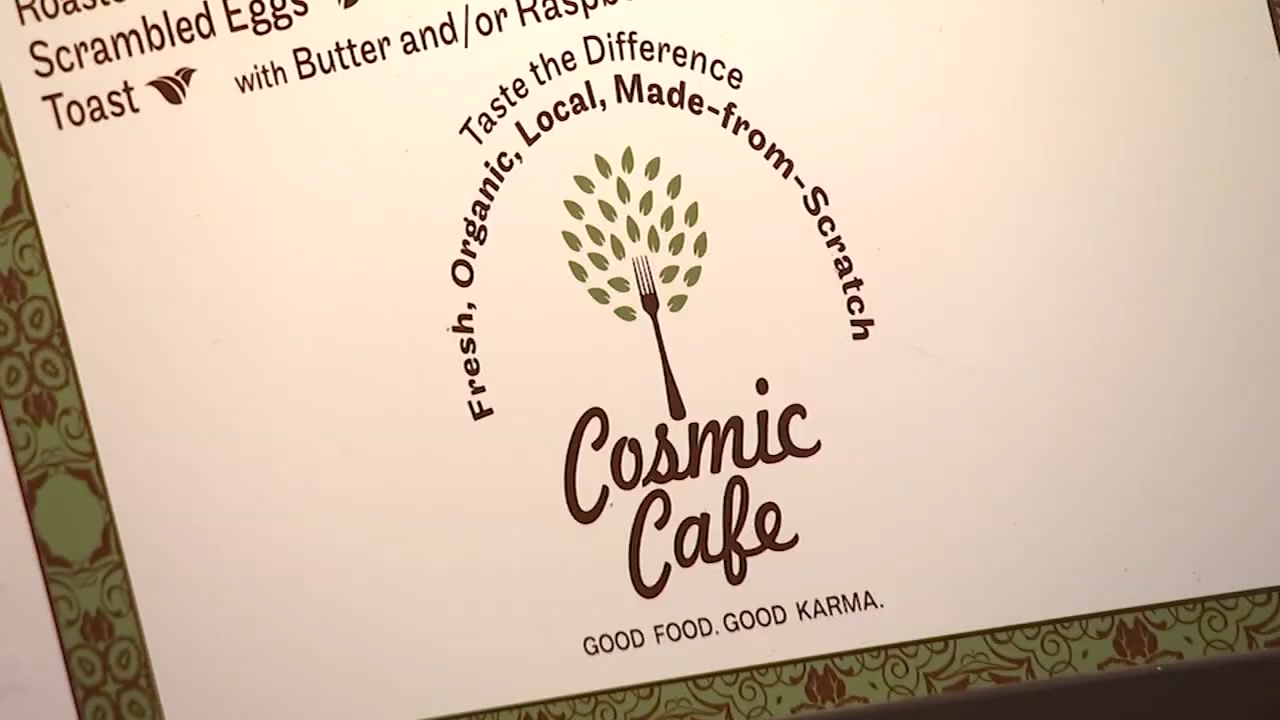 Scrambled Eggs
Toast with Butter and/or
Taste the Difference
Fresh, Organic, Local, Made-from-Scratch
Cosmic
Cafe
GOOD FOOD. GOOD KARMA.